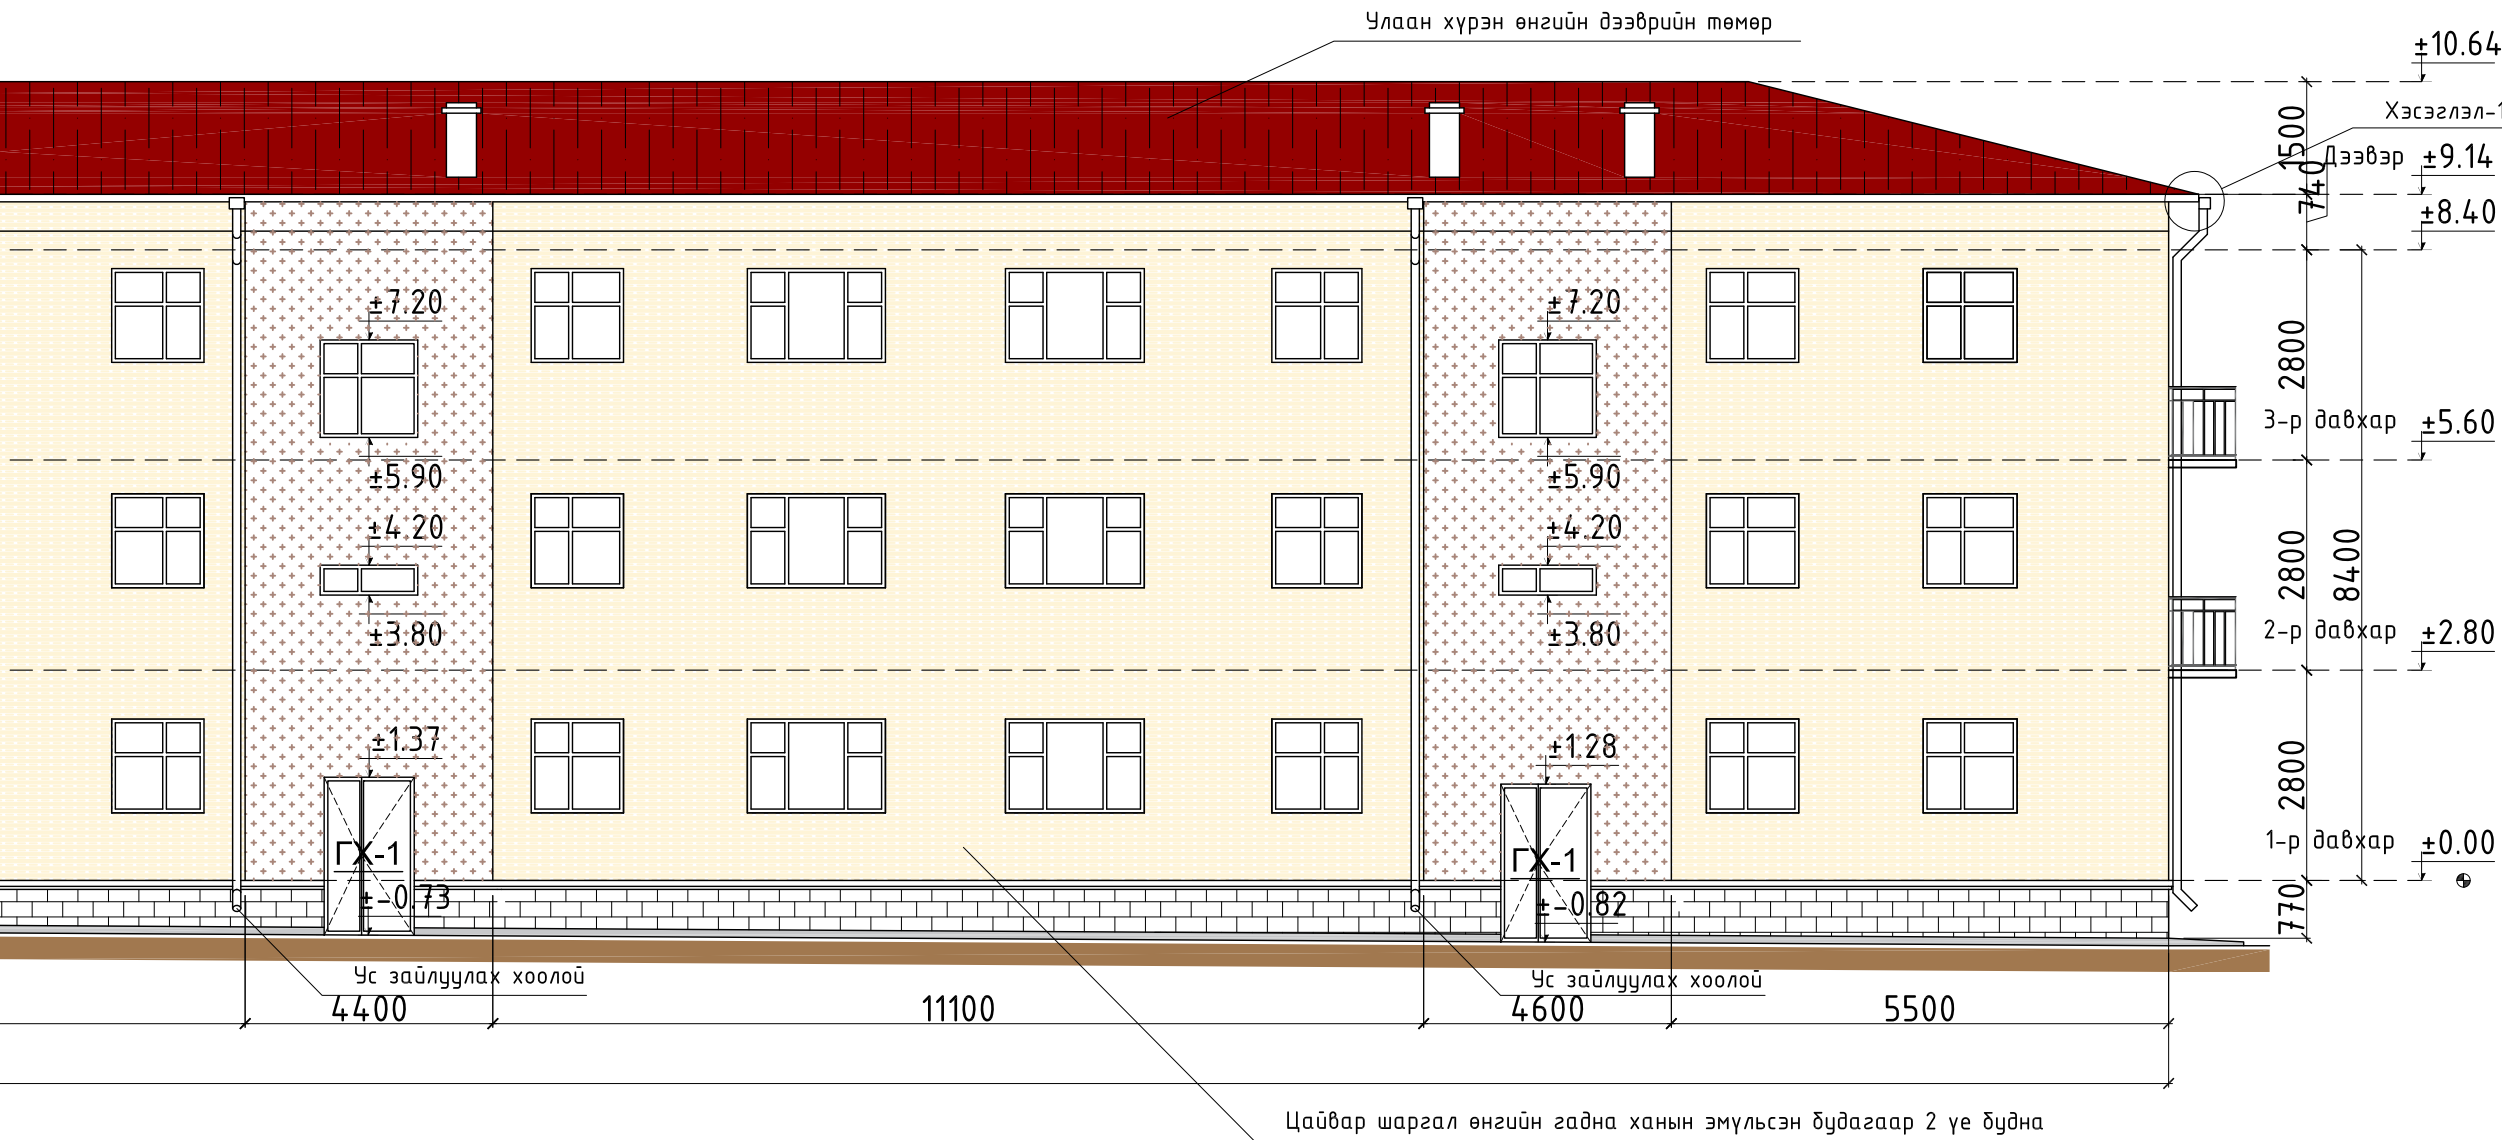 Улаан хүрэн өнгийн дээврийн төмөр
±10.64
Хэсэглэл-1
1500
Дээвэр ±9.14
740
±8.40
±7.20
±7.20
2800
3-р давхар ±5.60
±5.90
±5.90
±4.20
±4.20
2800
8400
±3.80
±3.80
2-р давхар ±2.80
±1.37
±1.28
2800
1-р давхар ±0.00
ГХ-1
ГХ-1
±-0.73
±-0.82
770
Ус зайлуулах хоолой
Ус зайлуулах хоолой
4400
11100
4600
5500
Цайвар шаргал өнгийн гадна ханын эмүльсэн будагаар 2 үе будна